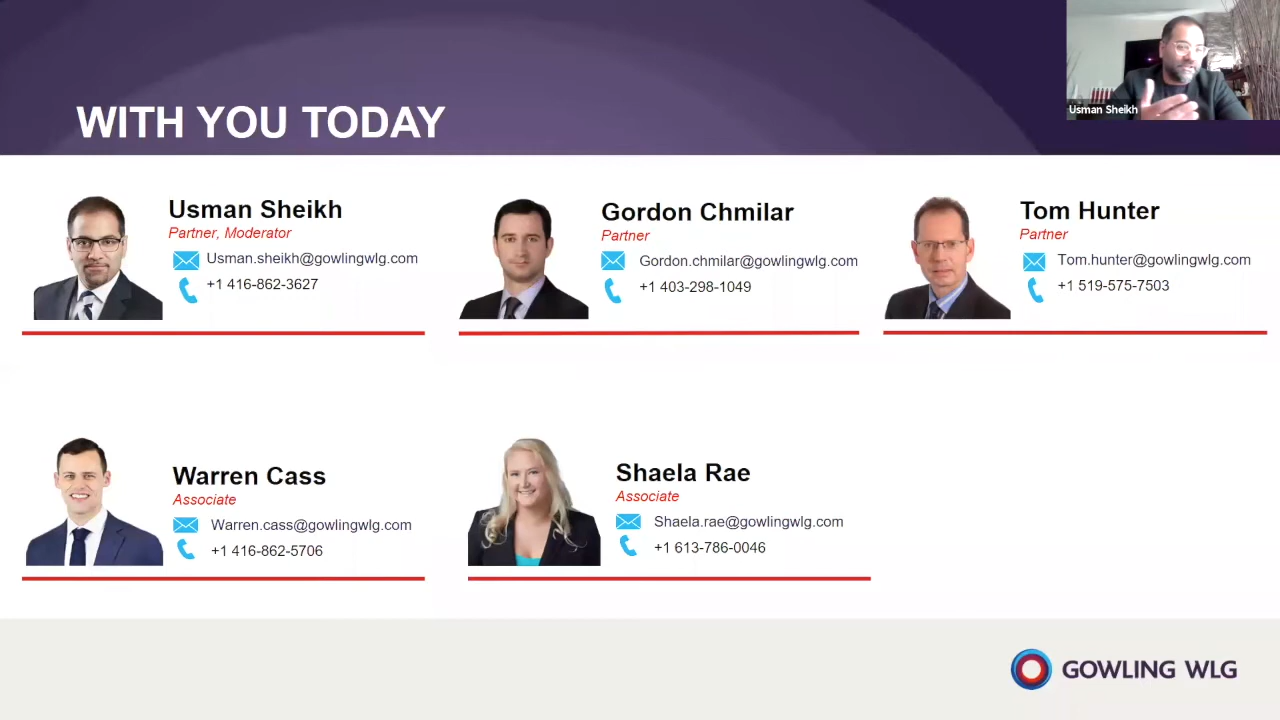 WITH YOU TODAY
Usman Sheikh
Usman Sheikh
Partner, Moderator
Usman.sheikh@gowlingwlg.com
+1 416-862-3627
Gordon Chmilar
Partner
Gordon.chmilar@gowlingwlg.com
+1 403-298-1049
Tom Hunter
Partner
Tom.hunter@gowlingwlg.com
+1 519-575-7503
Warren Cass
Associate
Warren.cass@gowlingwlg.com
+1 416-862-5706
Shaela Rae
Associate
Shaela.rae@gowlingwlg.com
+1 613-786-0046
GOWLING WLG